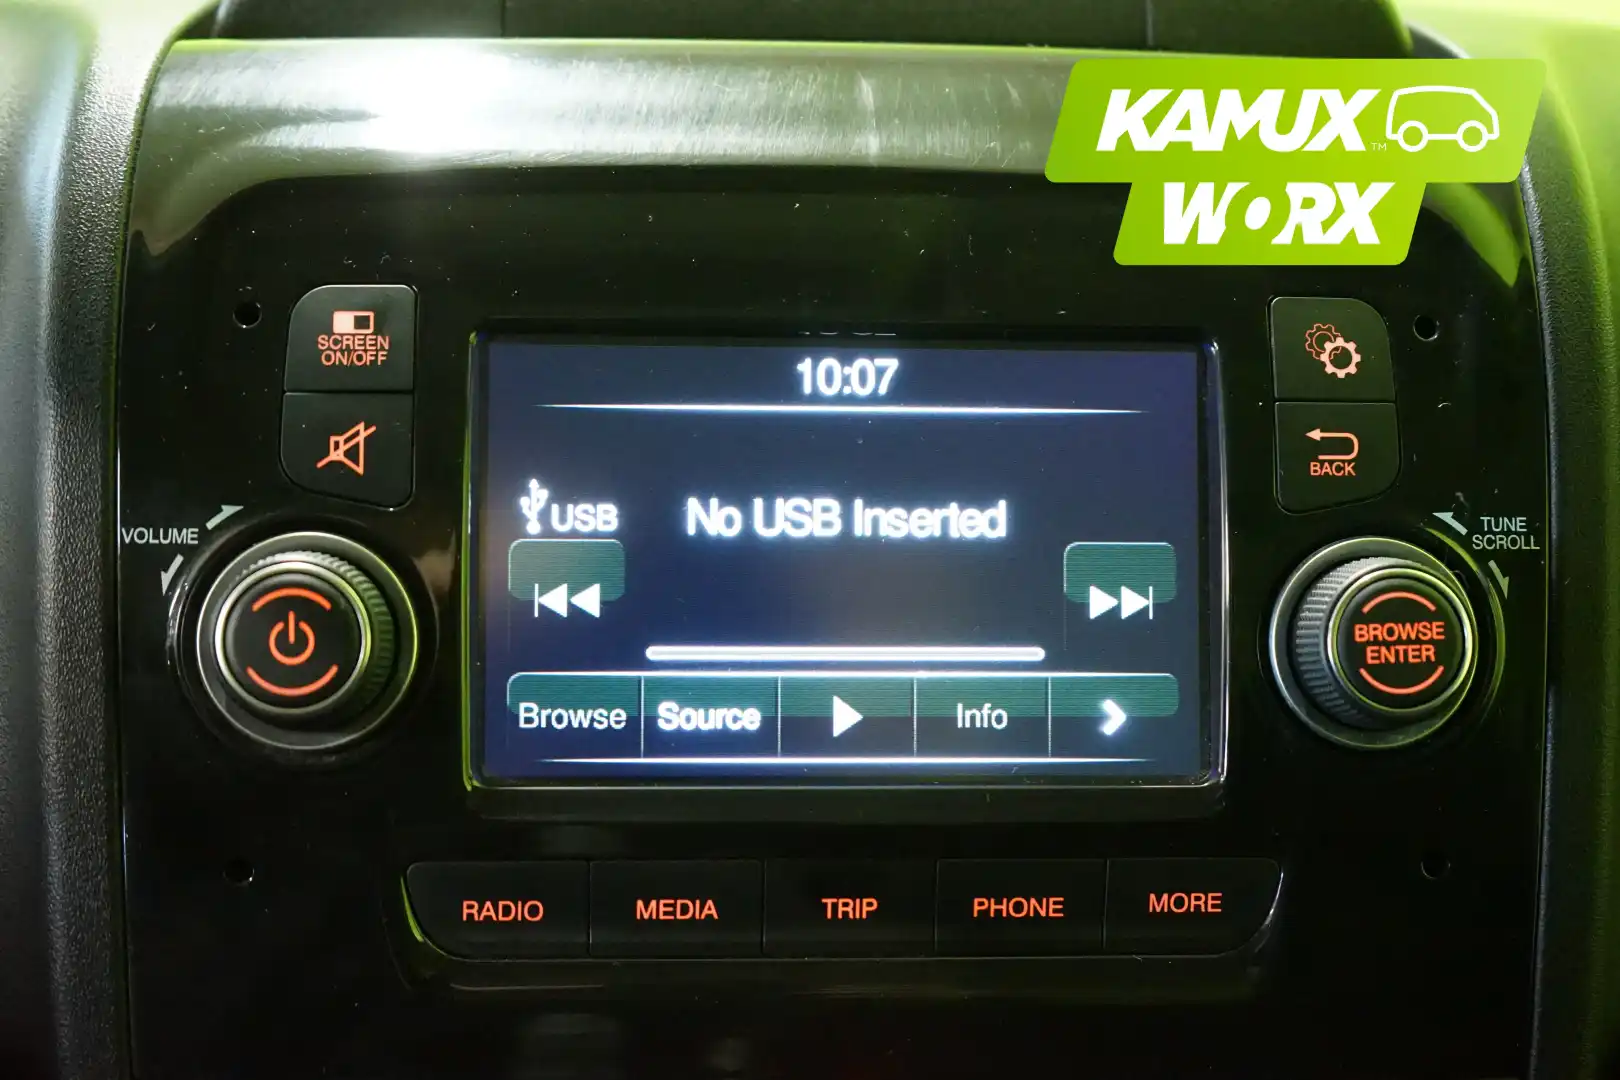 KAMUX™
WORX
SCREEN
ON/OFF
10:07
BACK
VOLUME
USB
No USB Inserted
TUNE
SCROLL
BROWSE
ENTER
Browse
Source
Info
RADIO
MEDIA
TRIP
PHONE
MORE